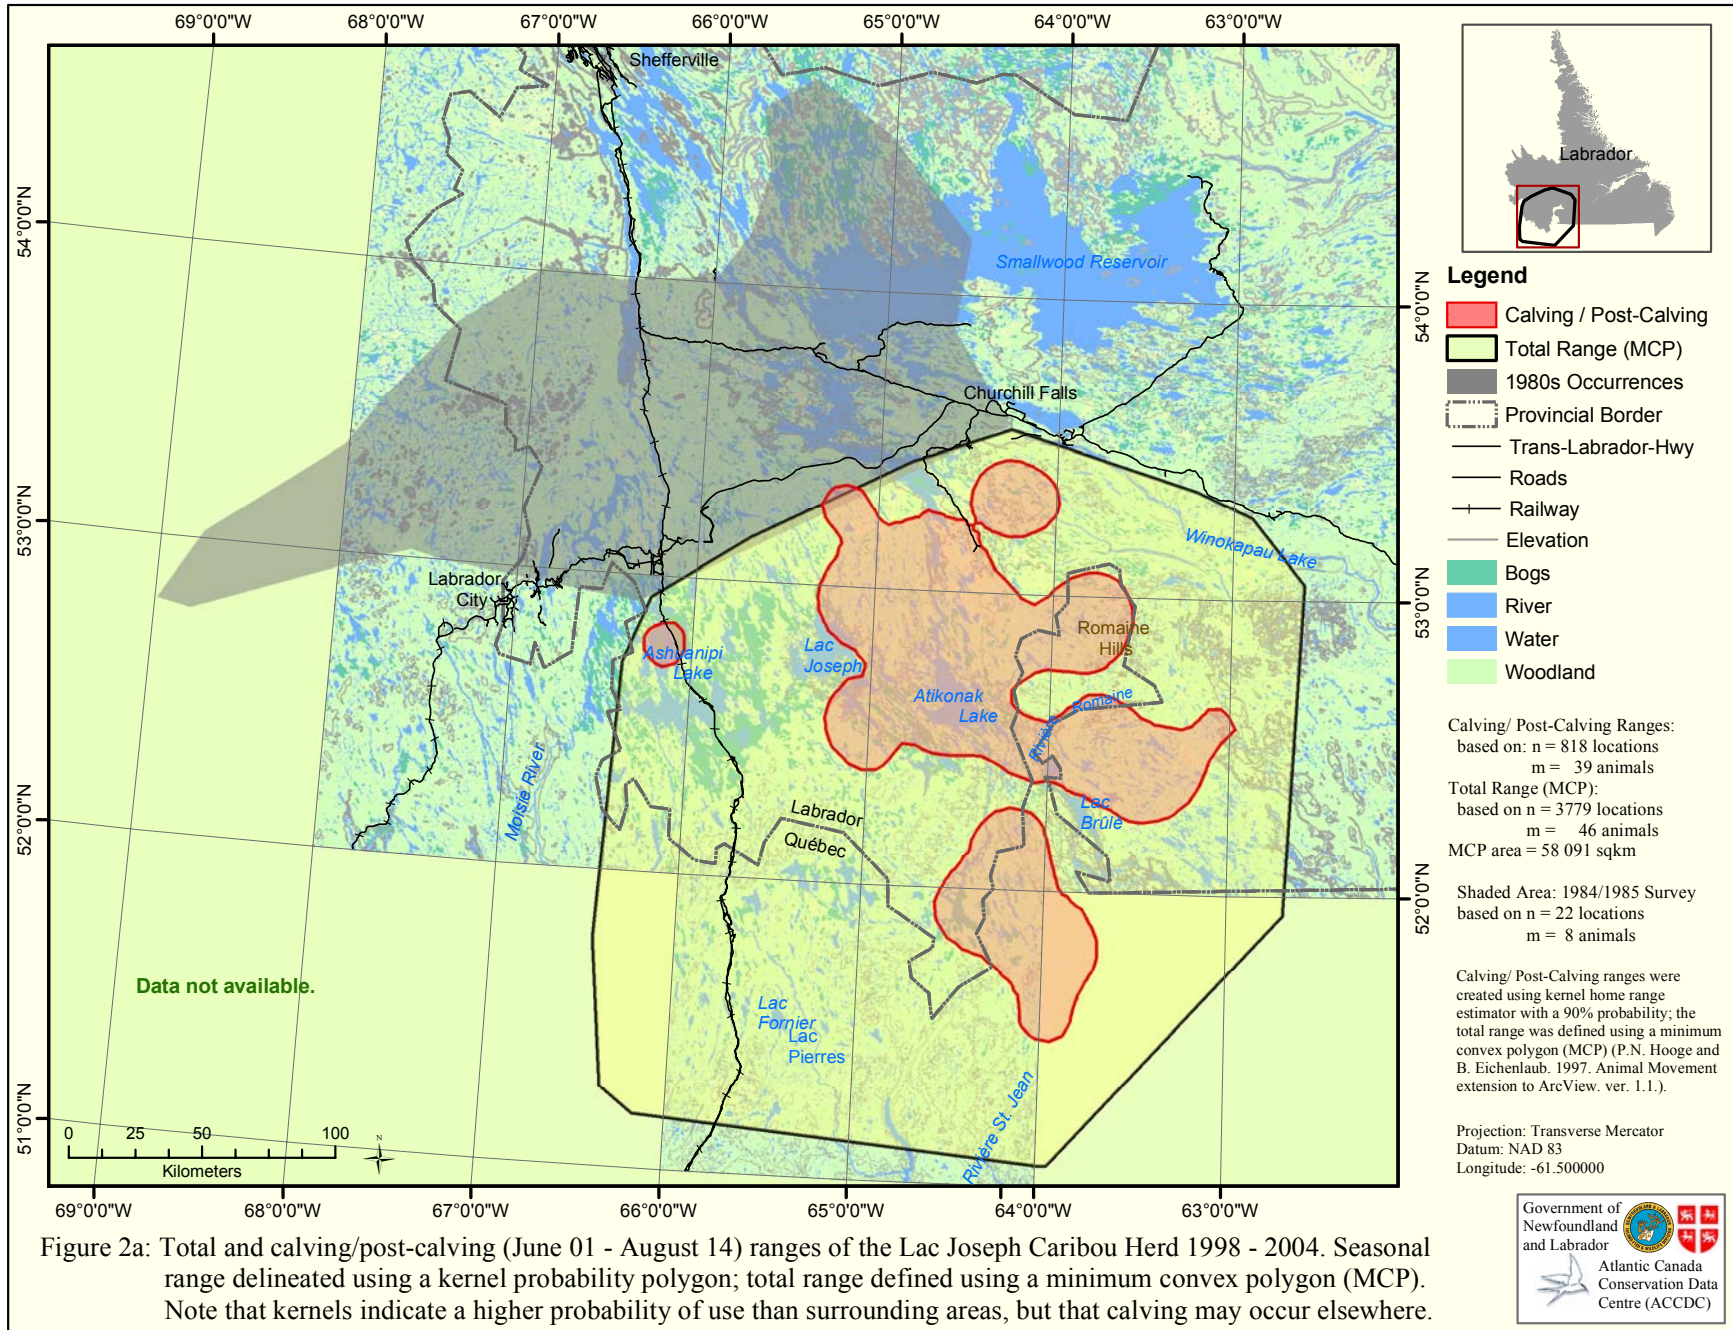 69°0'0"W
68°0'0"W
67°0'0"W
66°0'0"W
65°0'0"W
64°0'0"W
63°0'0"W
54°0'0"N
53°0'0"N
52°0'0"N
51°0'0"N
Shefferville
Smallwood Reservoir
Churchill Falls
Winokapau Lake
Labrador
City
Ashuanipi
Lake
Lac
Joseph
Romaine
Hills
Atikonak
Lake
Rivière Romaine
Moisie River
Lac
Brûle
Labrador
Québec
Data not available.
Lac
Fornier
Lac
Pierres
Rivière St. Jean
0 25 50 100
Kilometers
N
54°0'0"N
53°0'0"N
52°0'0"N
69°0'0"W
68°0'0"W
67°0'0"W
66°0'0"W
65°0'0"W
64°0'0"W
63°0'0"W
Labrador
Legend
Calving / Post-Calving
Total Range (MCP)
1980s Occurrences
Provincial Border
Trans-Labrador-Hwy
Roads
Railway
Elevation
Bogs
River
Water
Woodland
Calving/ Post-Calving Ranges:
based on: n = 818 locations
m = 39 animals
Total Range (MCP):
based on n = 3779 locations
m = 46 animals
MCP area = 58 091 sqkm
Shaded Area: 1984/1985 Survey
based on n = 22 locations
m = 8 animals
Calving/ Post-Calving ranges were
created using kernel home range
estimator with a 90% probability; the
total range was defined using a minimum
convex polygon (MCP) (P.N. Hooge and
B. Eichenlaub. 1997. Animal Movement
extension to ArcView. ver. 1.1.).
Projection: Transverse Mercator
Datum: NAD 83
Longitude: -61.500000
Government of
Newfoundland
and Labrador
Atlantic Canada
Conservation Data
Centre (ACCDC)
Figure 2a: Total and calving/post-calving (June 01 - August 14) ranges of the Lac Joseph Caribou Herd 1998 - 2004. Seasonal
range delineated using a kernel probability polygon; total range defined using a minimum convex polygon (MCP).
Note that kernels indicate a higher probability of use than surrounding areas, but that calving may occur elsewhere.